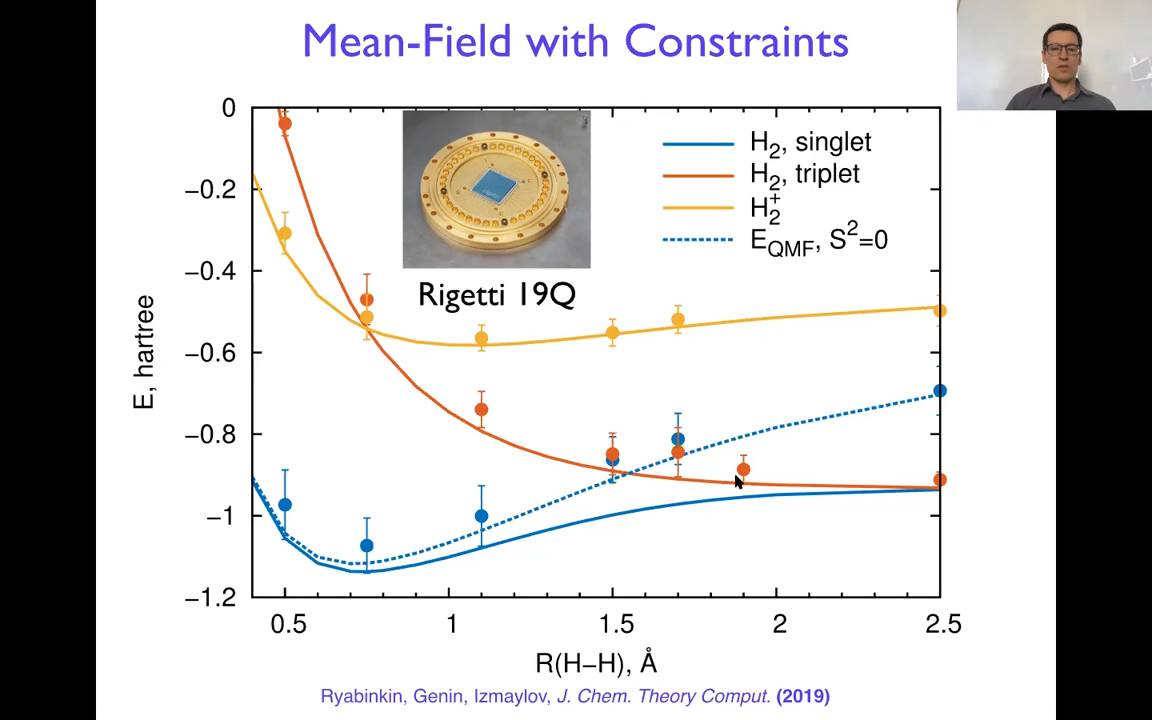 Mean-Field with Constraints
0
−0.2
−0.4
−0.6
−0.8
−1
−1.2
E, hartree
H₂, singlet
H₂, triplet
H₂⁺
E_QMF, S²=0
Rigetti 19Q
0.5 1 1.5 2 2.5
R(H−H), Å
Ryabinkin, Genin, Izmaylov, J. Chem. Theory Comput. (2019)